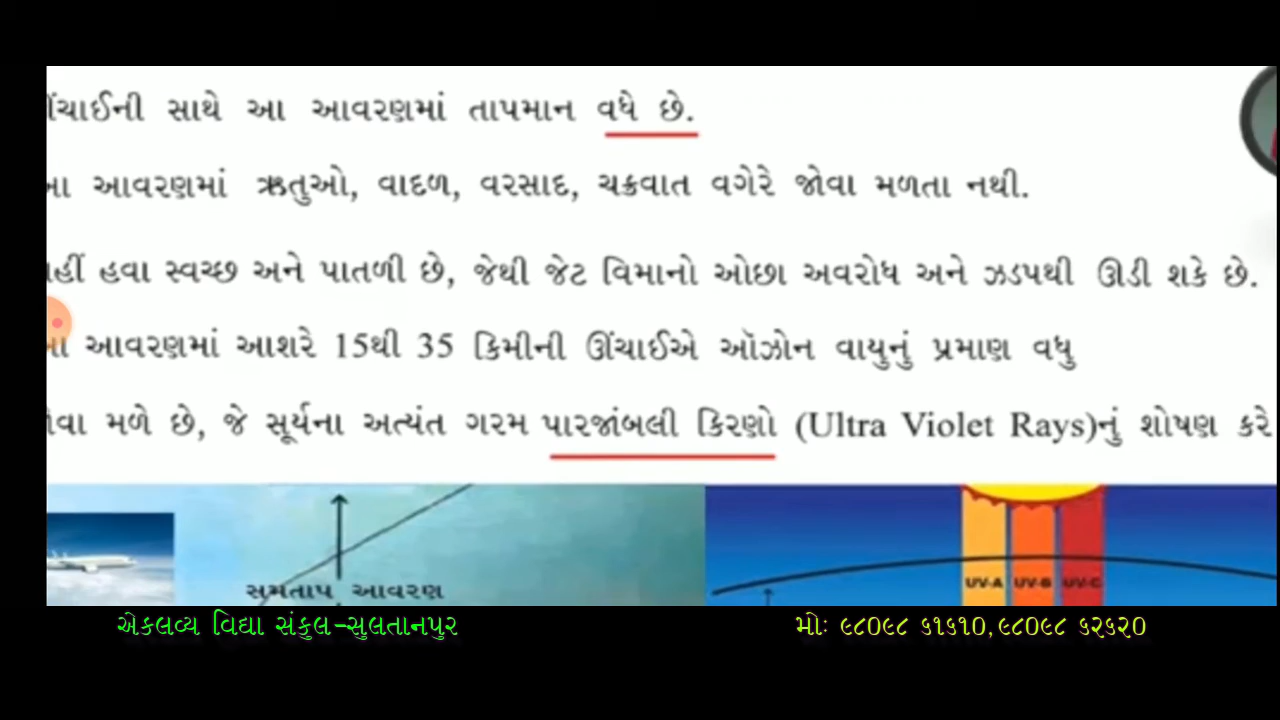 ઊંચાઈની સાથે આ આવરણમાં તાપમાન વધે છે.
આ આવરણમાં ઋતુઓ, વાદળ, વરસાદ, ચક્રવાત વગેરે જોવા મળતા નથી.
અહીં હવા સ્વચ્છ અને પાતળી છે, જેથી જેટ વિમાનો ઓછા અવરોધ અને ઝડપથી ઊડી શકે છે.
આ આવરણમાં આશરે 15થી 35 કિમીની ઊંચાઈએ ઑઝોન વાયુનું પ્રમાણ વધુ
જોવા મળે છે, જે સૂર્યના અત્યંત ગરમ પારજાંબલી કિરણો (Ultra Violet Rays)નું શોષણ કરે
સમતાપ આવરણ
UV-A UV-B UV-C
એકલવ્ય વિદ્યા સંકુલ-સુલતાનપુર
મોઃ ૯૮૦૯૮ ૬૧૬૧૦,૯૮૦૯૮ ૬૨૬૨૦